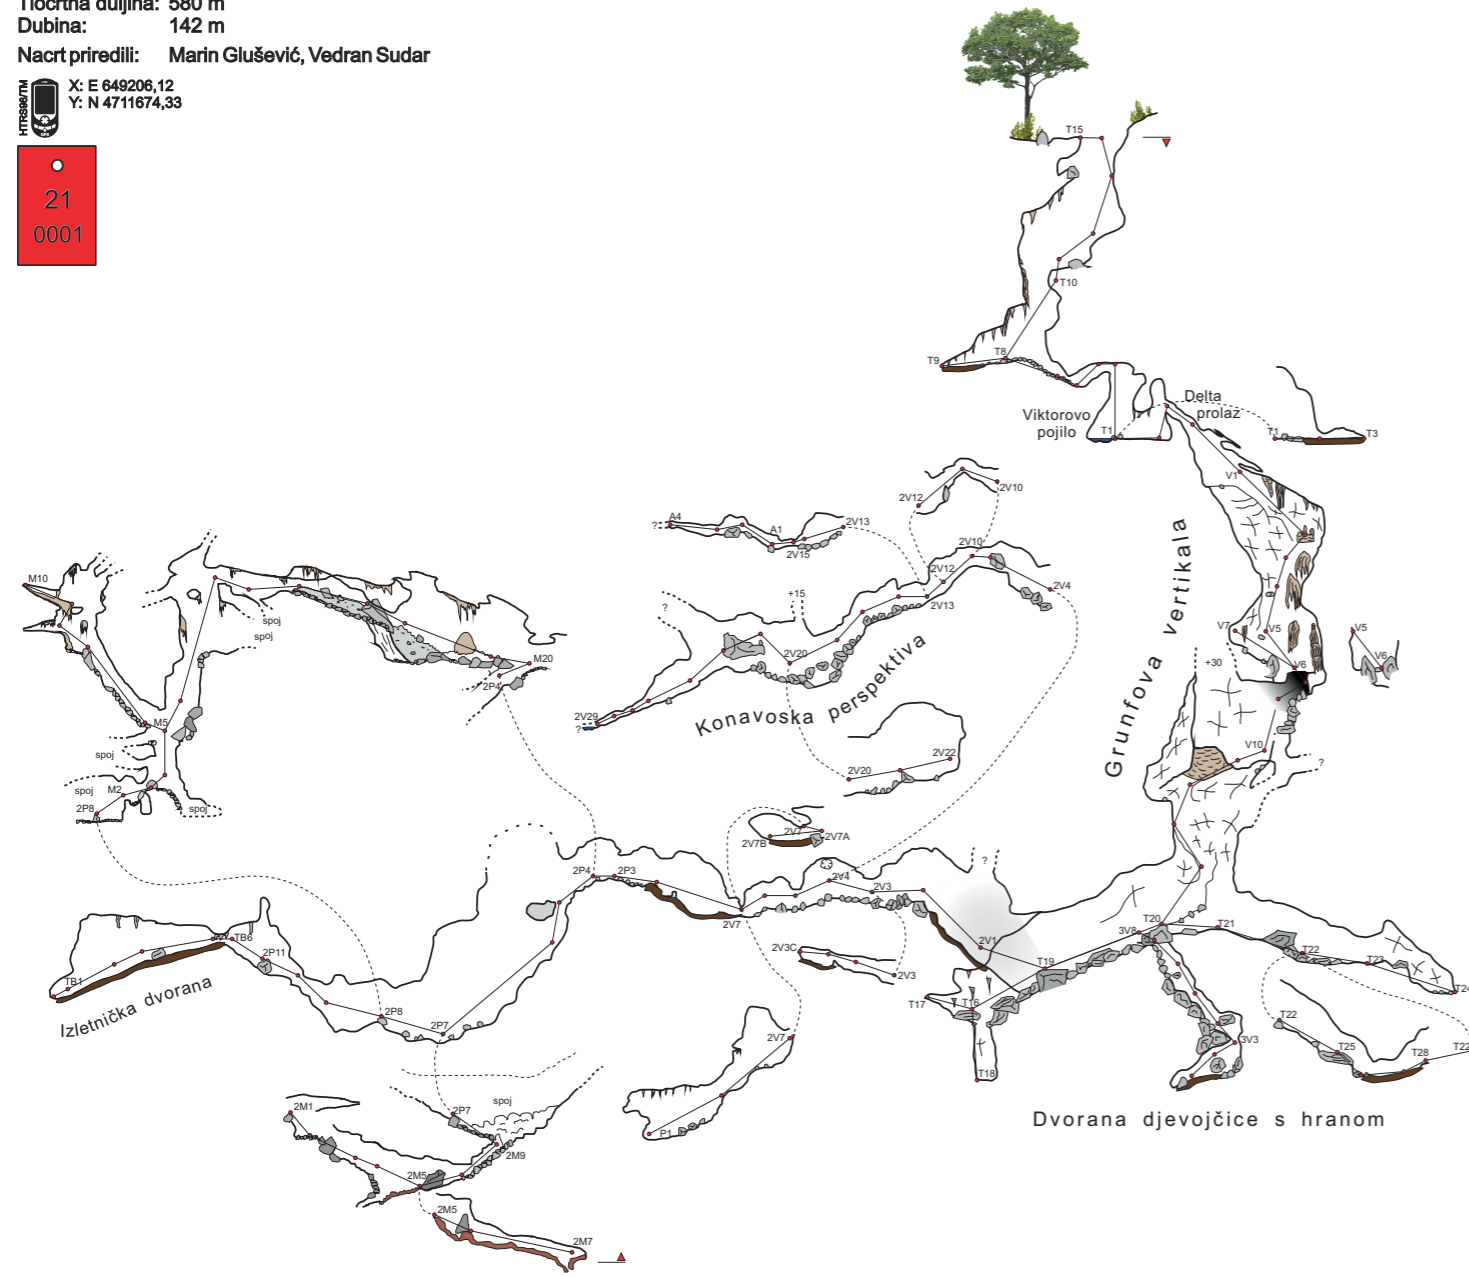 Tlocrtna duljina: 580 m
Dubina: 142 m
Nacrt priredili: Marin Glušević, Vedran Sudar
HTRS96/TM
X: E 649206,12
Y: N 4711674,33
21
0001
T15
T10
T9
T8
Viktorovo
pojilo
T1
Delta
prolaz
T1
T3
V1
Grunfova vertikala
V7
V5
V6
V5
V6
+30
V10
?
A4
?
A1
2V15
2V13
2V12
2V10
2V10
2V12
2V13
2V4
?
+15
2V20
2V29
?
Konavoska perspektiva
2V22
2V20
M10
spoj
spoj
M20
2P4
M5
spoj
spoj
M2
2P8
spoj
2V7
2V7A
2V7B
2P4
2P3
2V7
2V4
2V3
?
2V1
2V3C
2V3
T19
T17
T16
T18
3V8
T20
T21
T22
T23
T24
T22
T25
T28
T22
3V3
TB6
2P11
TB1
Izletnička dvorana
2P8
2P7
2V7
P1
2P7
spoj
2M1
2M9
2M5
2M5
2M7
Dvorana djevojčice s hranom